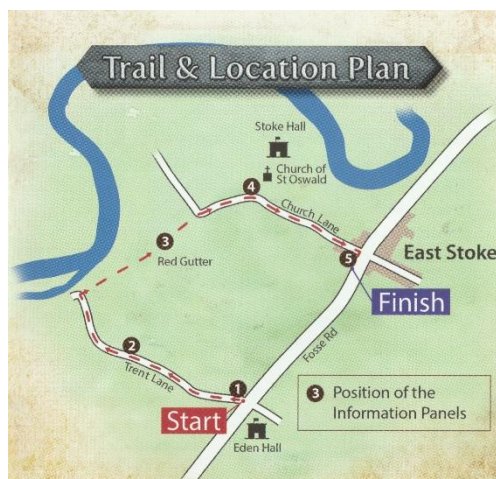 Trail & Location Plan
Stoke Hall
Church of
St Oswald
4
Church Lane
3
Red Gutter
East Stoke
5
Finish
Fosse Rd
2
Trent Lane
1
Start
Eden Hall
3 Position of the
Information Panels